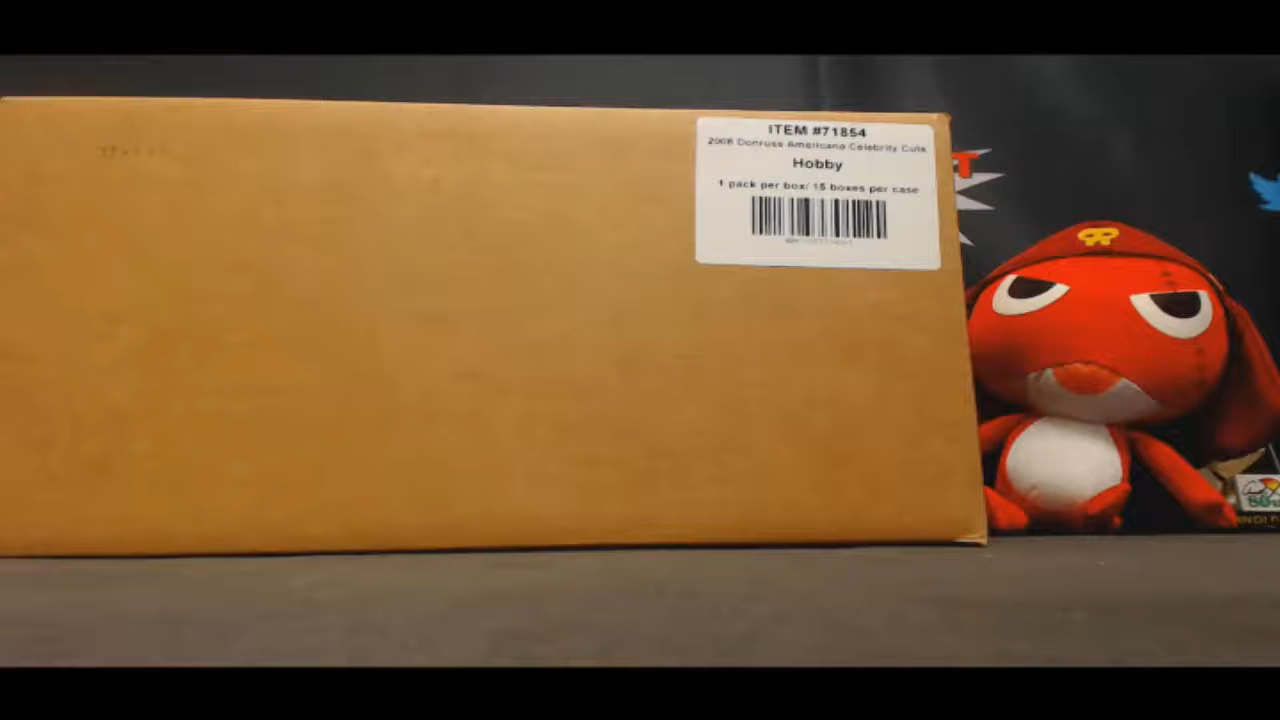 ITEM #71854
2008 Donruss Americana Celebrity Cuts
Hobby
1 pack per box/ 15 boxes per case